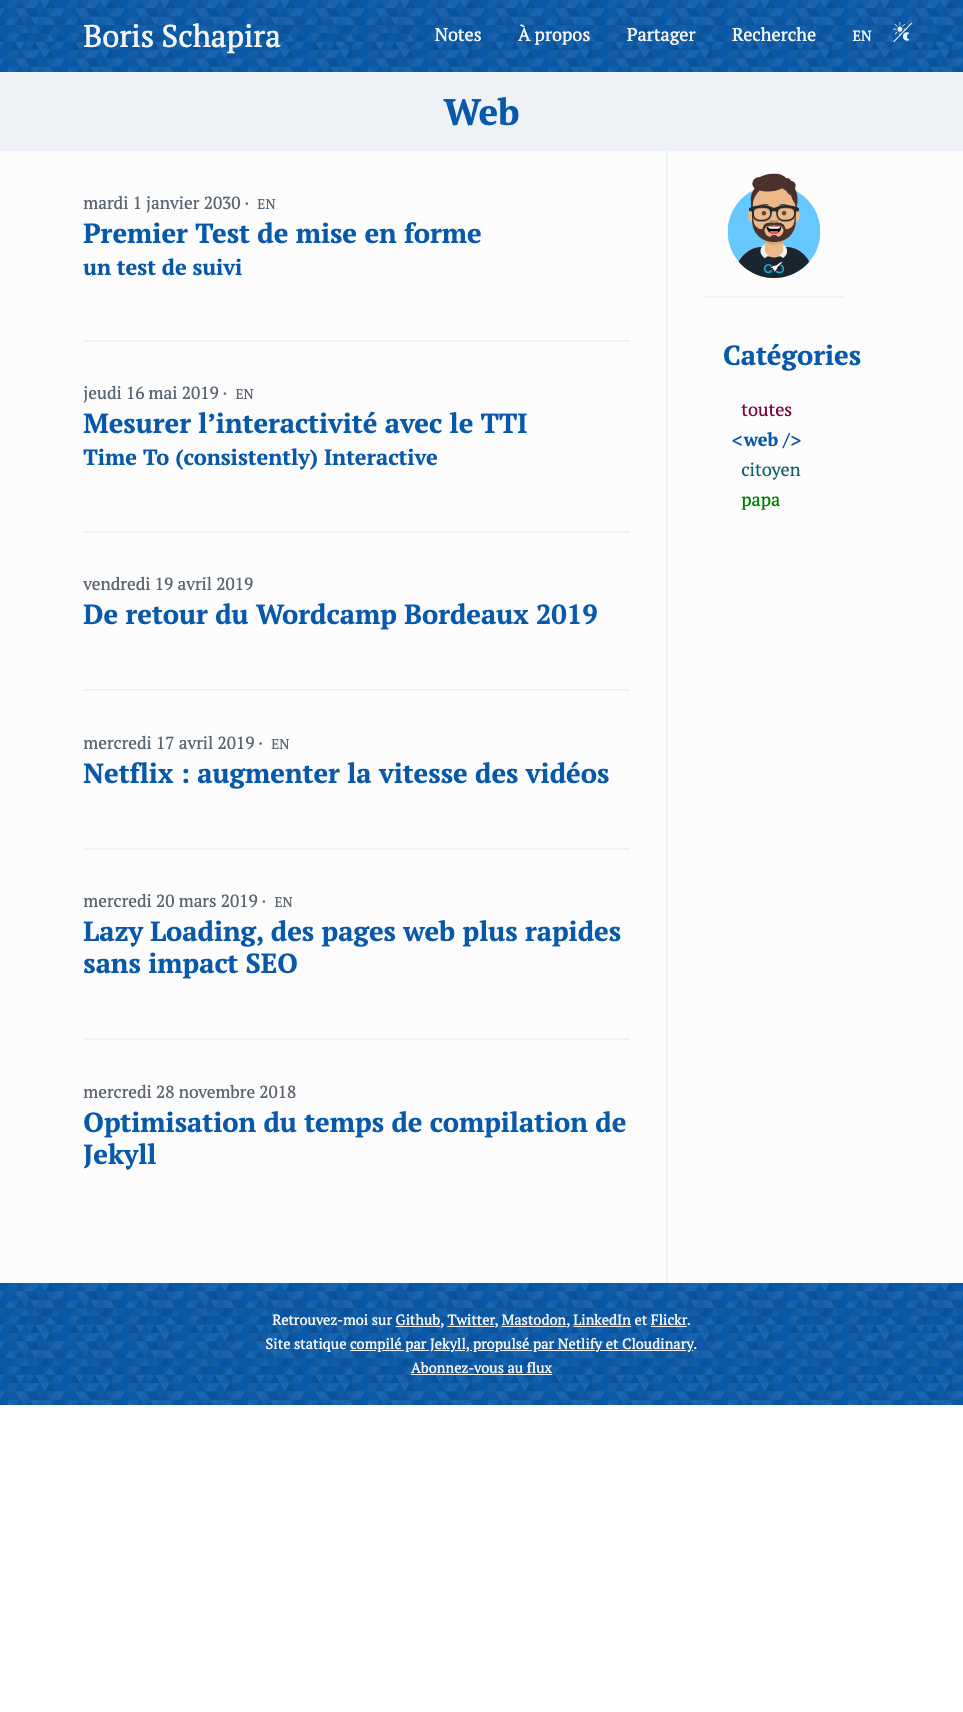 Boris Schapira
Notes À propos Partager Recherche EN
Web
mardi 1 janvier 2030 · EN
Premier Test de mise en forme
un test de suivi
jeudi 16 mai 2019 · EN
Mesurer l’interactivité avec le TTI
Time To (consistently) Interactive
vendredi 19 avril 2019
De retour du Wordcamp Bordeaux 2019
mercredi 17 avril 2019 · EN
Netflix : augmenter la vitesse des vidéos
mercredi 20 mars 2019 · EN
Lazy Loading, des pages web plus rapides
sans impact SEO
mercredi 28 novembre 2018
Optimisation du temps de compilation de
Jekyll
Catégories
toutes
<web />
citoyen
papa
Retrouvez-moi sur Github, Twitter, Mastodon, LinkedIn et Flickr.
Site statique compilé par Jekyll, propulsé par Netlify et Cloudinary.
Abonnez-vous au flux